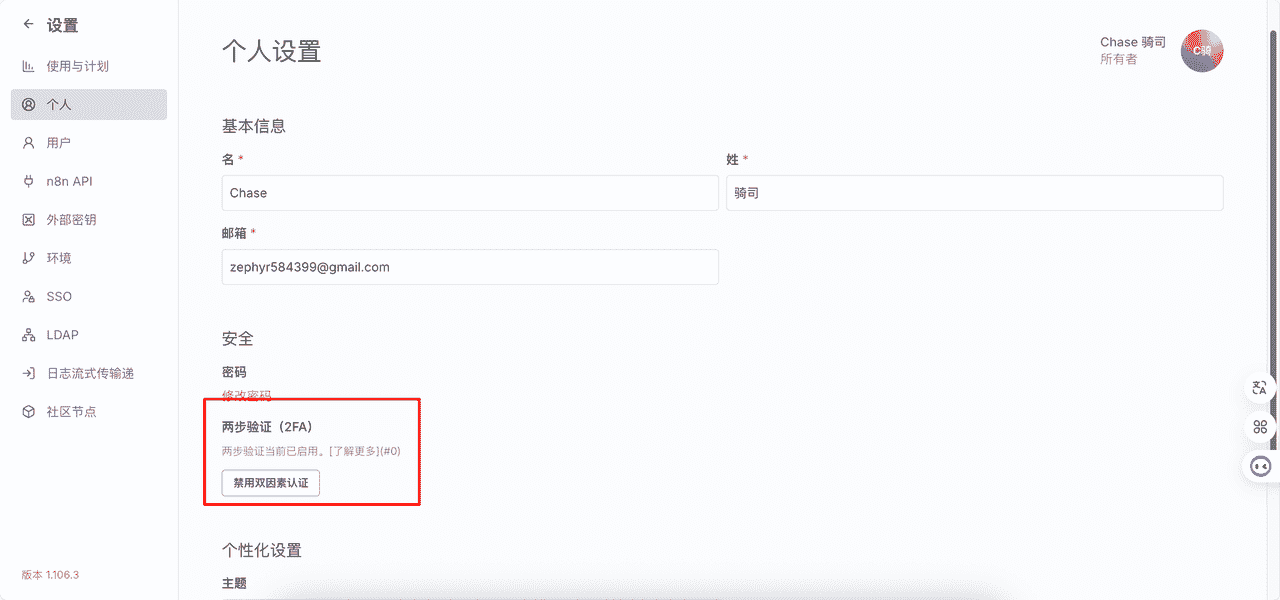 设置
使用与计划
个人
用户
n8n API
外部密钥
环境
SSO
LDAP
日志流式传输递
社区节点
版本 1.106.3
个人设置
Chase 骑司
所有者
C骑
基本信息
名 *
姓 *
Chase
骑司
邮箱 *
zephyr584399@gmail.com
安全
密码
修改密码
两步验证（2FA）
两步验证当前已启用。[了解更多](#0)
禁用双因素认证
个性化设置
主题